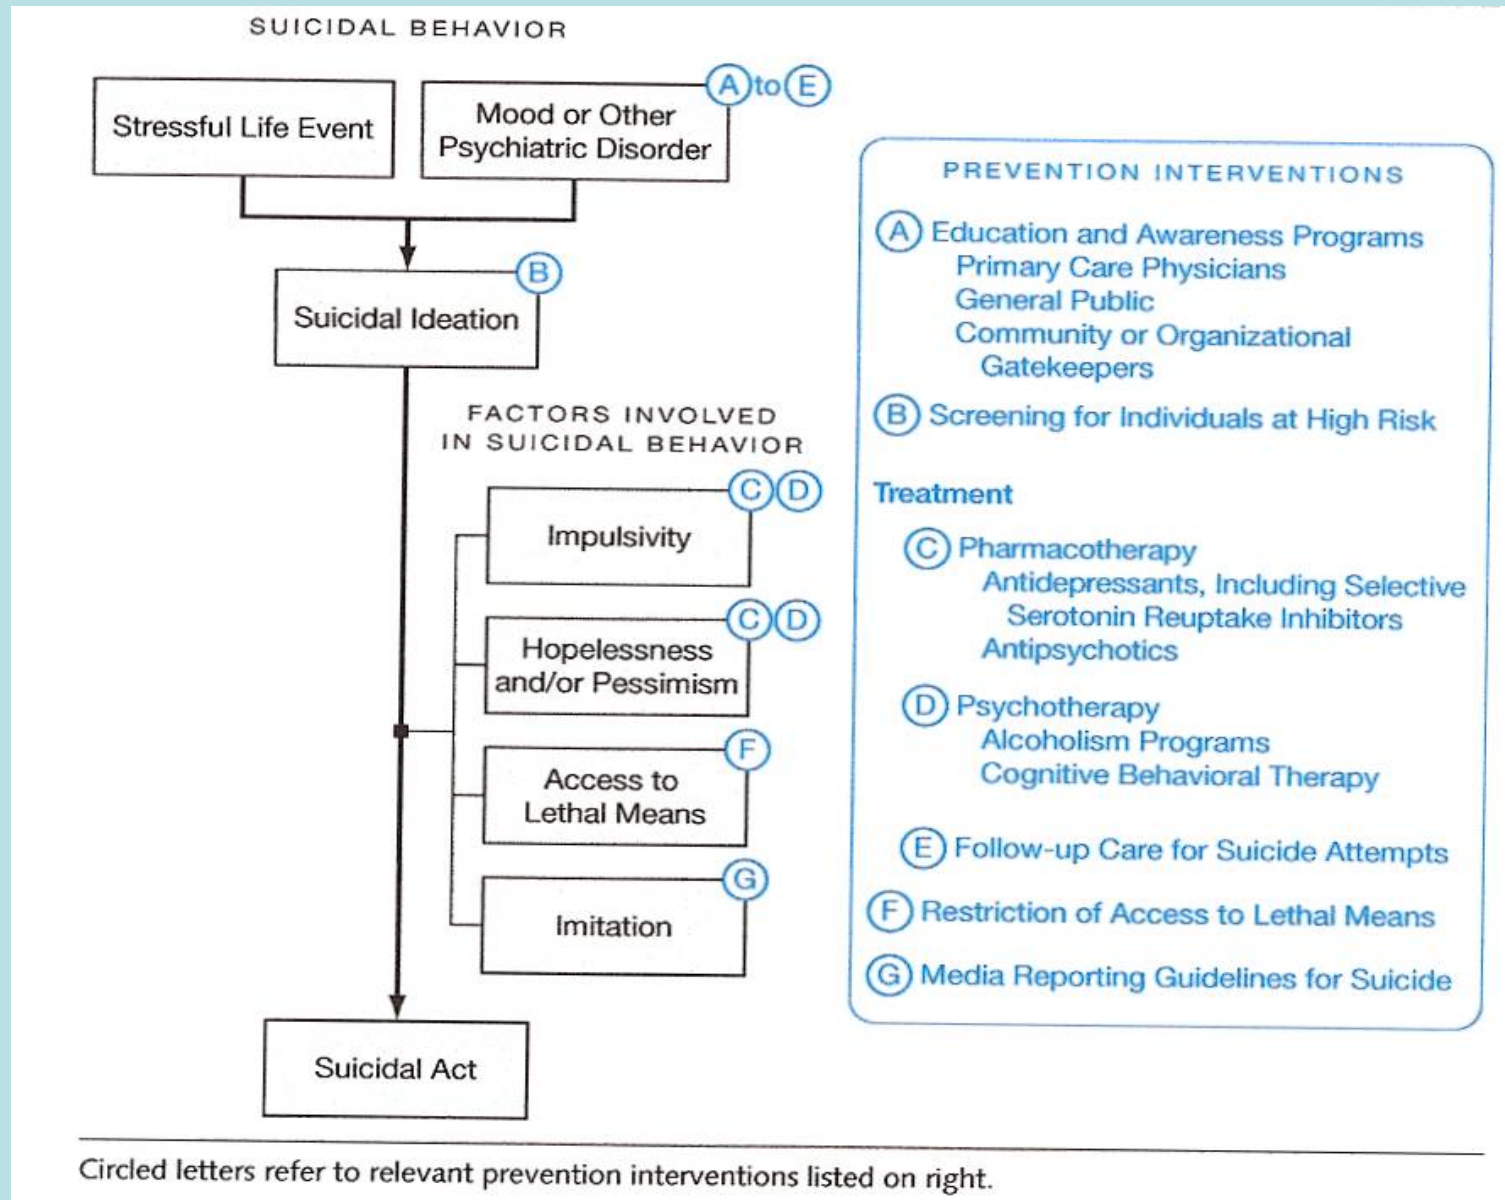 SUICIDAL BEHAVIOR
Stressful Life Event
Mood or Other
Psychiatric Disorder
A to E
Suicidal Ideation
B
FACTORS INVOLVED
IN SUICIDAL BEHAVIOR
Impulsivity
C D
Hopelessness
and/or Pessimism
C D
Access to
Lethal Means
F
Imitation
G
Suicidal Act
PREVENTION INTERVENTIONS
A Education and Awareness Programs
Primary Care Physicians
General Public
Community or Organizational
Gatekeepers
B Screening for Individuals at High Risk
Treatment
C Pharmacotherapy
Antidepressants, Including Selective
Serotonin Reuptake Inhibitors
Antipsychotics
D Psychotherapy
Alcoholism Programs
Cognitive Behavioral Therapy
E Follow-up Care for Suicide Attempts
F Restriction of Access to Lethal Means
G Media Reporting Guidelines for Suicide
Circled letters refer to relevant prevention interventions listed on right.